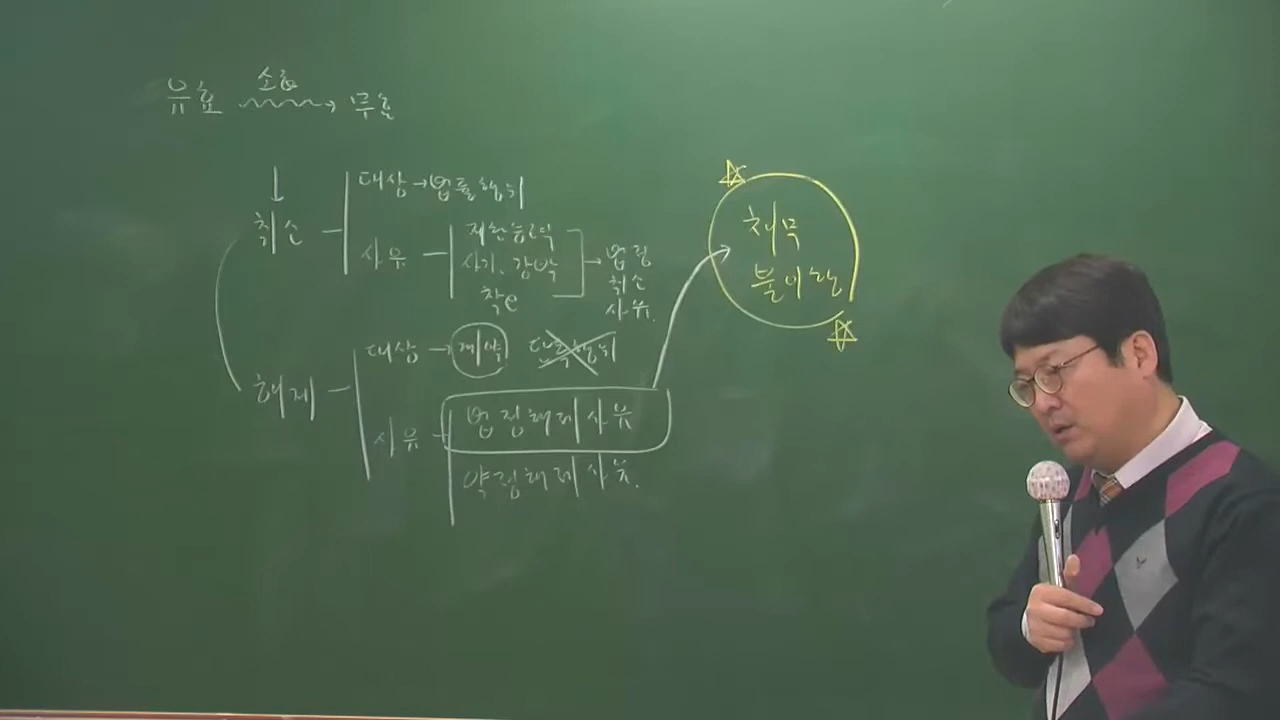 소급
유효 → 무효
취소
대상 → 법률행위
사유
제한능력
사기, 강박
착e
→ 법정
취소
사유.
해제
대상 → 계약 단독행위
사유
법정해제사유
약정해제사유.
채무
불이행